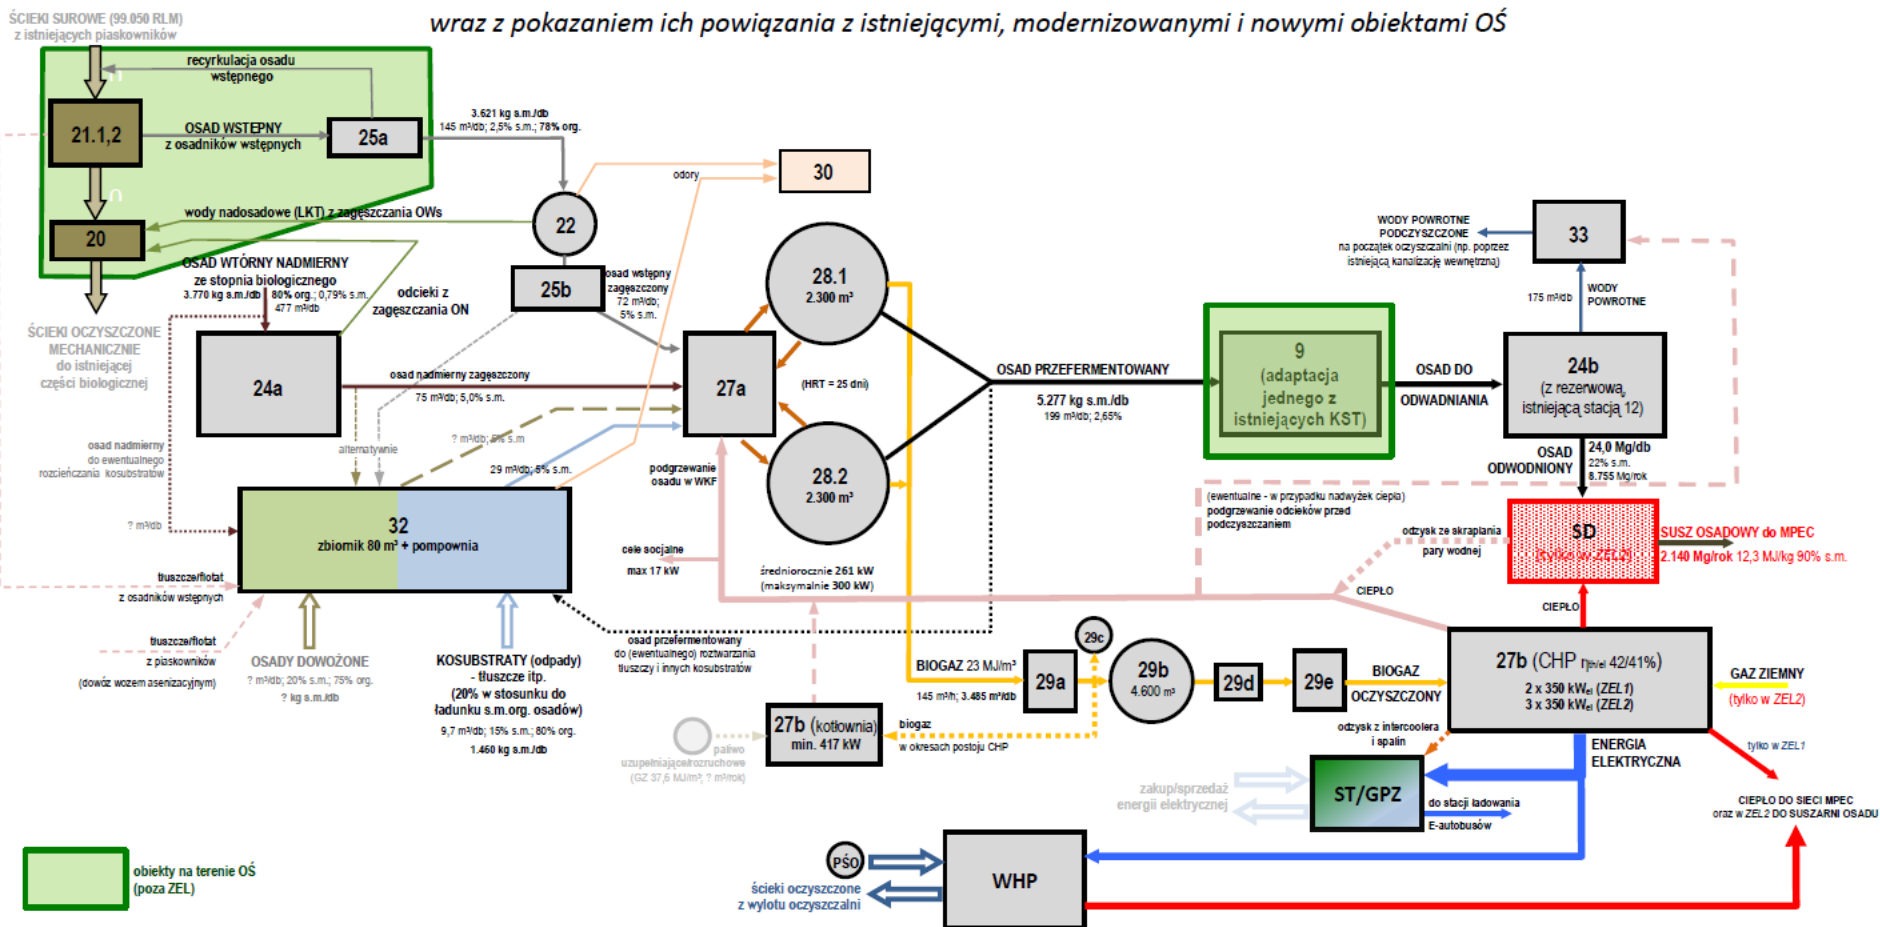 wraz z pokazaniem ich powiązania z istniejącymi, modernizowanymi i nowymi obiektami OŚ
ŚCIEKI SUROWE (99.050 RLM)
z istniejących piaskowników
recyrkulacja osadu
wstępnego
21.1,2
OSAD WSTEPNY
z osadników wstępnych
25a
3.621 kg s.m./db
145 m³/db; 2,5% s.m.; 78% org.
22
odory
30
wody nadosadowe (LKT) z zagęszczania OWs
20
OSAD WTÓRNY NADMIERNY
ze stopnia biologicznego
3.770 kg s.m./db 80% org.; 0,79% s.m.
477 m³/db
odcieki z
zagęszczania ON
25b
osad wstępny
zagęszczony
72 m³/db;
5% s.m.
ŚCIEKI OCZYSZCZONE
MECHANICZNIE
do istniejącej
części biologicznej
24a
osad nadmierny zagęszczony
75 m³/db; 5,0% s.m.
27a
28.1
2.300 m³
(HRT = 25 dni)
28.2
2.300 m³
OSAD PRZEFERMENTOWANY
5.277 kg s.m./db
199 m³/db; 2,65%
9
(adaptacja
jednego z
istniejących KST)
OSAD DO
ODWADNIANIA
24b
(z rezerwową,
istniejącą stacją 12)
WODY POWROTNE
PODCZYSZCZONE
na początek oczyszczalni (np. poprzez
istniejącą kanalizację wewnętrzną)
33
175 m³/db
WODY
POWROTNE
osad nadmierny
do ewentualnego
rozcieńczania kosubstratów
? m³/db
alternatywnie
? m³/db; 5% s.m
29 m³/db; 5% s.m.
32
zbiornik 80 m³ + pompownia
podgrzewanie
osadu w WKF
OSAD
ODWODNIONY
24,0 Mg/db
22% s.m.
8.755 Mg/rok
(ewentualne - w przypadku nadwyżek ciepła)
podgrzewanie odcieków przed
podczyszczaniem
odzysk ze skraplania
pary wodnej
SD
(tylko w ZEL2)
SUSZ OSADOWY do MPEC
2.140 Mg/rok 12,3 MJ/kg 90% s.m.
cele socjalne
max 17 kW
średniorocznie 261 kW
(maksymalnie 300 kW)
CIEPŁO
CIEPŁO
tłuszcze/flotat
z osadników wstępnych
tłuszcze/flotat
z piaskowników
(dowóz wozem asenizacyjnym)
OSADY DOWOŻONE
? m³/db; 20% s.m.; 75% org.
? kg s.m./db
KOSUBSTRATY (odpady)
- tłuszcze itp.
(20% w stosunku do
ładunku s.m.org. osadów)
9,7 m³/db; 15% s.m.; 80% org.
1.460 kg s.m./db
osad przefermentowany
do (ewentualnego) roztwarzania
tłuszczy i innych kosubstratów
BIOGAZ 23 MJ/m³
145 m³/h; 3.485 m³/db
29a
29c
29b
4.600 m³
29d
29e
BIOGAZ
OCZYSZCZONY
27b (CHP ηth/el 42/41%)
2 x 350 kWel (ZEL1)
3 x 350 kWel (ZEL2)
GAZ ZIEMNY
(tylko w ZEL2)
27b (kotłownia)
min. 417 kW
biogaz
w okresach postoju CHP
paliwo
uzupełniające/rozruchowe
(GZ 37,6 MJ/m³; ? m³/rok)
odzysk z intercoolera
i spalin
ENERGIA
ELEKTRYCZNA
tylko w ZEL1
ST/GPZ
zakup/sprzedaż
energii elektrycznej
do stacji ładowania
E-autobusów
CIEPŁO DO SIECI MPEC
oraz w ZEL2 DO SUSZARNI OSADU
PŚO
WHP
ścieki oczyszczone
z wylotu oczyszczalni
obiekty na terenie OŚ
(poza ZEL)